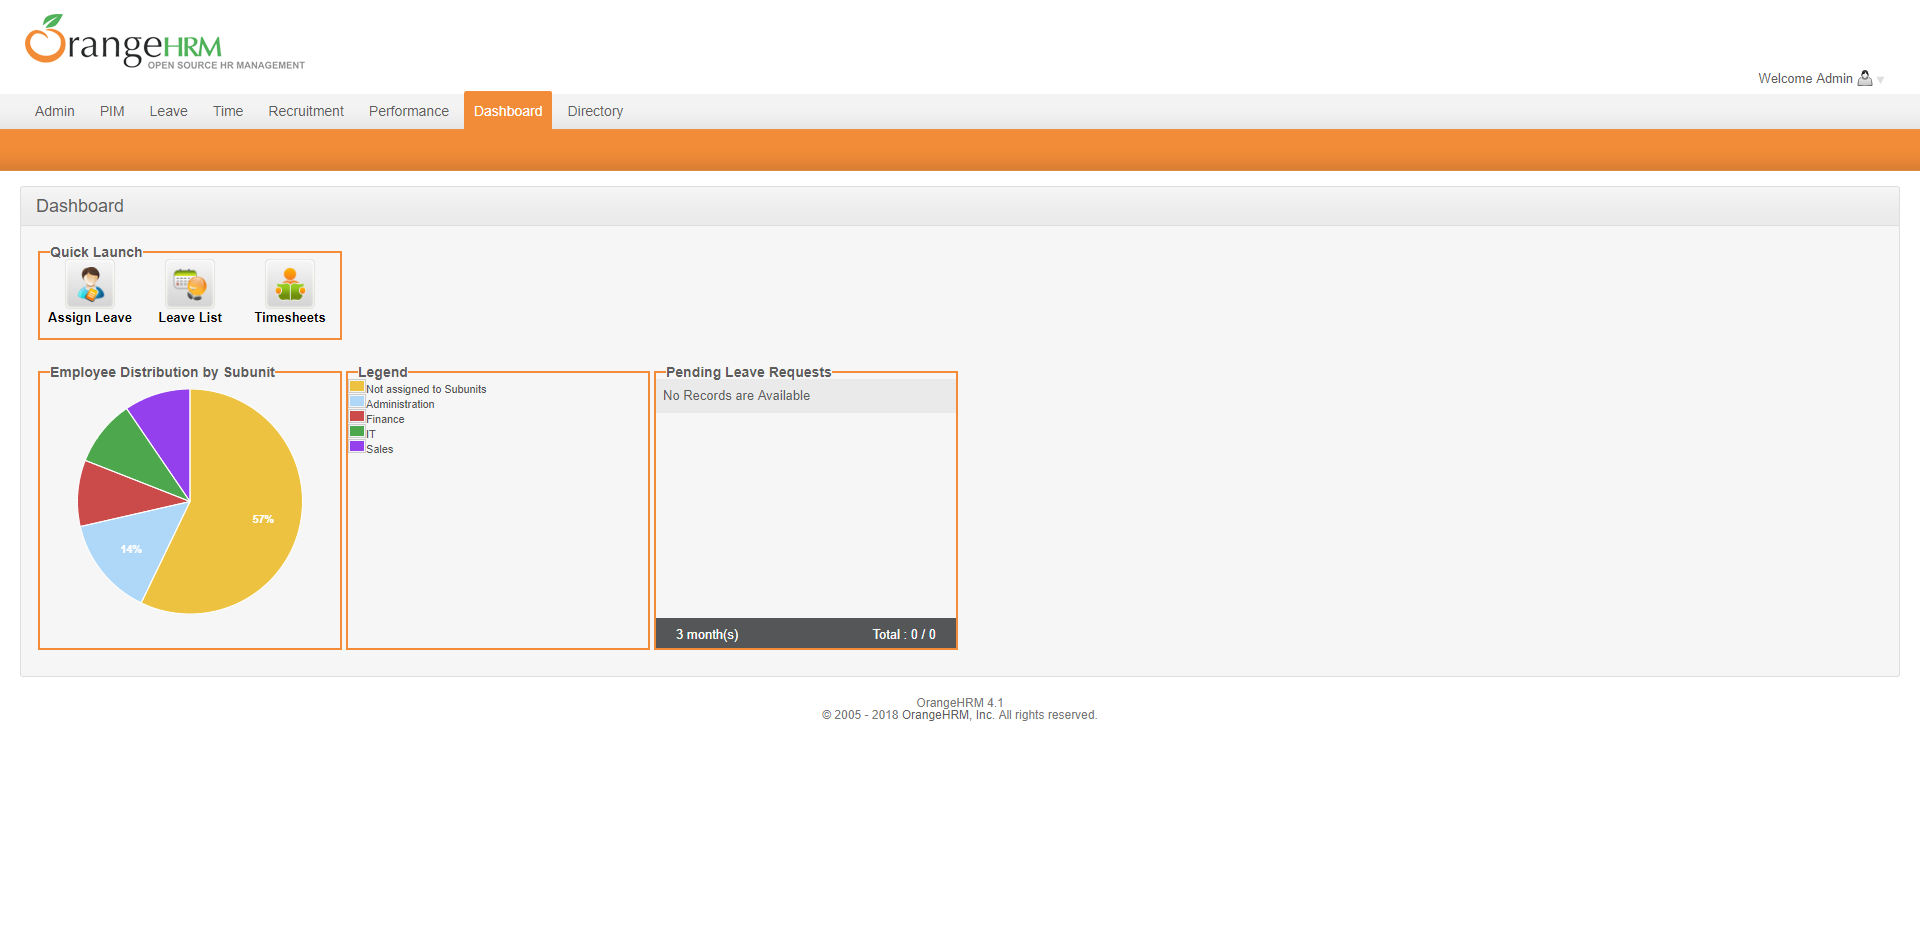 OrangeHRM
OPEN SOURCE HR MANAGEMENT
Welcome Admin
Admin PIM Leave Time Recruitment Performance Dashboard Directory
Dashboard
Quick Launch
Assign Leave Leave List Timesheets
Employee Distribution by Subunit
57%
14%
Legend
Not assigned to Subunits
Administration
Finance
IT
Sales
Pending Leave Requests
No Records are Available
3 month(s) Total : 0 / 0
OrangeHRM 4.1
© 2005 - 2018 OrangeHRM, Inc. All rights reserved.